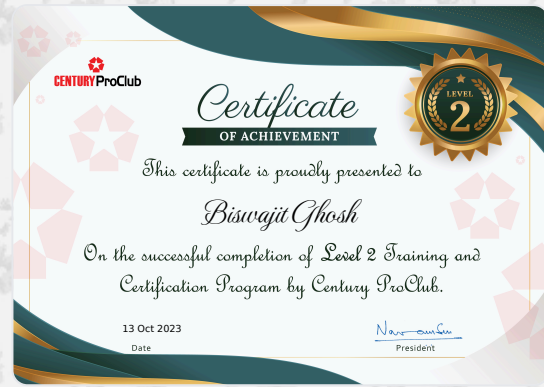 CENTURY ProClub
Certificate
OF ACHIEVEMENT
LEVEL
2
This certificate is proudly presented to
Biswajit Ghosh
On the successful completion of Level 2 Training and
Certification Program by Century ProClub.
13 Oct 2023
Date
President